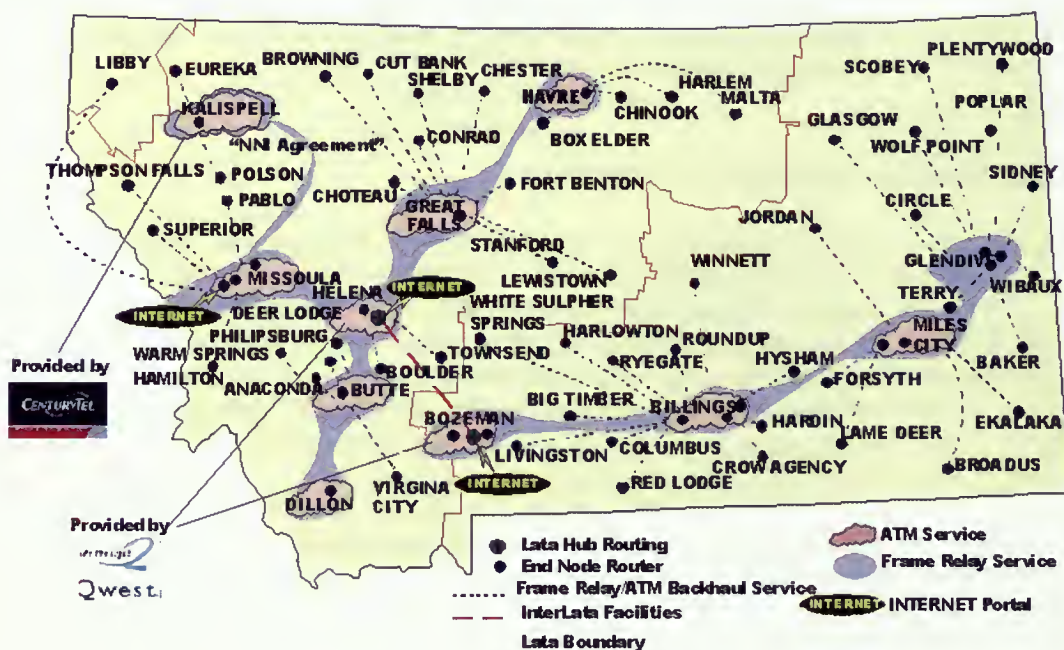 PLENTYWOOD
LIBBY
EUREKA
BROWNING
CUT BANK
SHELBY
CHESTER
SCOBEY
KALISPELL
HAVRE
HARLEM
CHINOOK
MALTA
POPLAR
GLASGOW
WOLF POINT
"NNI Agreement"
CONRAD
BOX ELDER
THOMPSON FALLS
POLSON
PABLO
CHOTEAU
FORT BENTON
SIDNEY
CIRCLE
JORDAN
SUPERIOR
GREAT
FALLS
STANFORD
LEWISTOWN
WINNETT
GLENDIVE
WIBAUX
MISSOULA
HELENA
INTERNET
INTERNET
DEER LODGE
WHITE SULPHER
SPRINGS
TERRY
MILES
CITY
PHILIPSBURG
HARLOWTON
ROUNDUP
WARM SPRINGS
TOWNSEND
RYEGATE
HYSHAM
BAKER
HAMILTON
ANACONDA
BOULDER
BUTTE
FORSYTH
Provided by
CENTURYTEL
BIG TIMBER
BILLINGS
BOZEMAN
HARDIN
EKALAKA
LIVINGSTON
COLUMBUS
LAME DEER
CROW AGENCY
BROADUS
INTERNET
RED LODGE
DILLON
VIRGINA
CITY
Provided by
Qwest
Lata Hub Routing
ATM Service
End Node Router
Frame Relay Service
Frame Relay/ATM Backhaul Service
INTERNET INTERNET Portal
InterLata Facilities
Lata Boundary